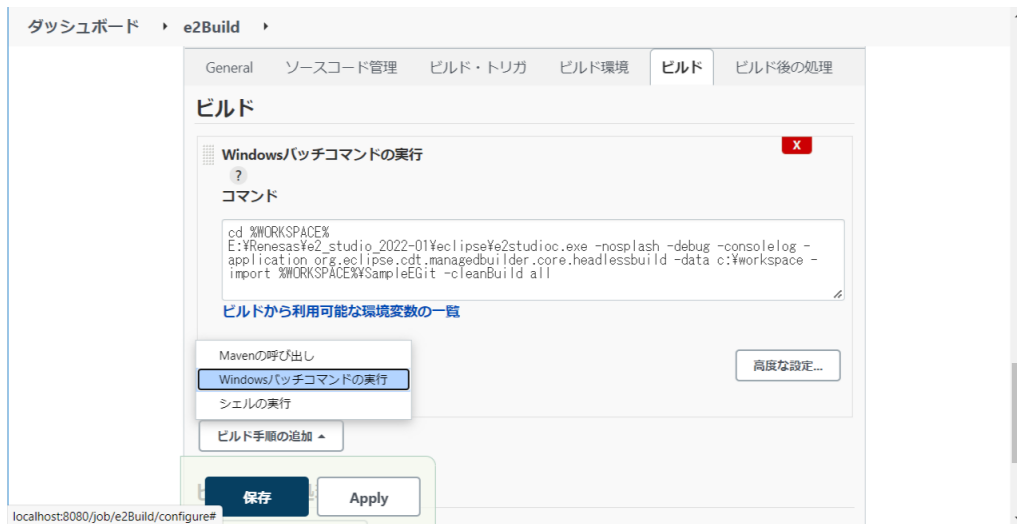 ダッシュボード ▸ e2Build ▸
General ソースコード管理 ビルド・トリガ ビルド環境 ビルド ビルド後の処理
ビルド
Windowsバッチコマンドの実行
X
?
コマンド
cd %WORKSPACE%
E:¥Renesas¥e2_studio_2022-01¥eclipse¥e2studioc.exe -nosplash -debug -consolelog -
application org.eclipse.cdt.managedbuilder.core.headlessbuild -data c:¥workspace -
import %WORKSPACE%¥SampleEGit -cleanBuild all
ビルドから利用可能な環境変数の一覧
Mavenの呼び出し
Windowsバッチコマンドの実行
シェルの実行
高度な設定...
ビルド手順の追加
保存 Apply
localhost:8080/job/e2Build/configure#